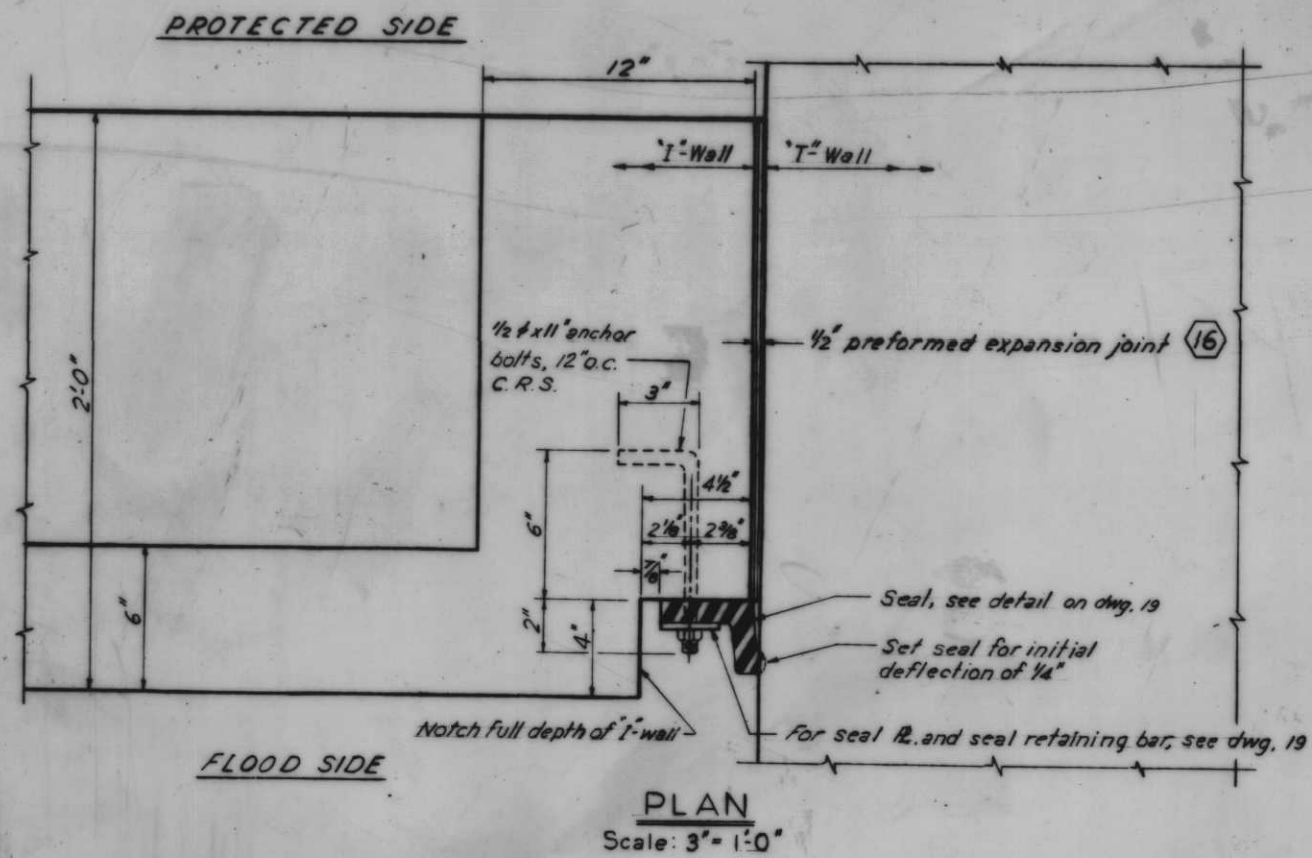 PROTECTED SIDE
12"
"I"-Wall
"T"-Wall
1/2 ϕ x11" anchor
bolts, 12" o.c.
C.R.S.
1/2" preformed expansion joint 16
2'-0"
3"
4 1/2"
6"
2 1/8"
2 3/8"
7/8"
6"
2"
4"
Seal, see detail on dwg. 19
Set seal for initial
deflection of 1/4"
Notch full depth of "I"-wall
For seal PL. and seal retaining bar, see dwg. 19
FLOOD SIDE
PLAN
Scale: 3" = 1'-0"